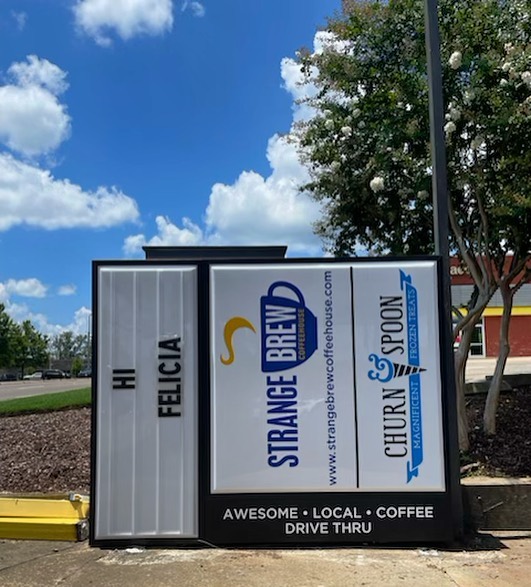 HI
FELICIA
STRANGE BREW
COFFEEHOUSE
www.strangebrewcoffeehouse.com
CHURN & SPOON
MAGNIFICENT FROZEN TREATS
AWESOME • LOCAL • COFFEE
DRIVE THRU